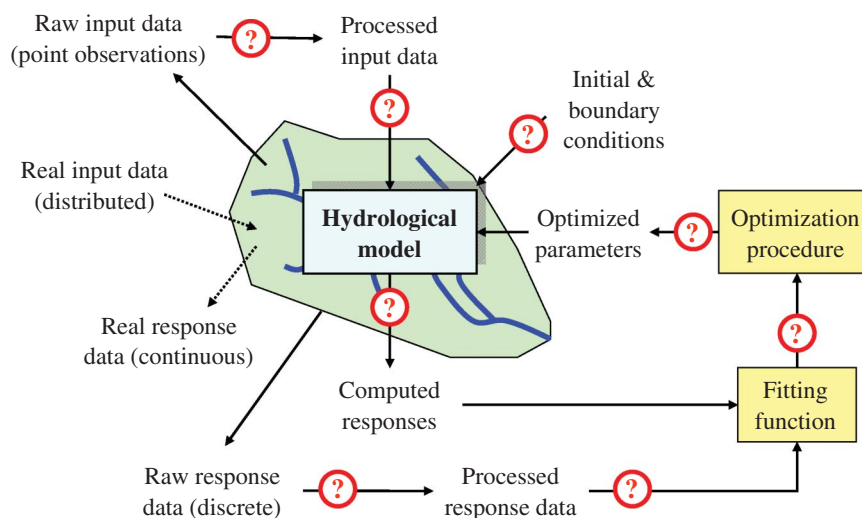 Raw input data
(point observations)
?
Processed
input data
?
Initial &
boundary
conditions
?
Real input data
(distributed)
Hydrological
model
Optimized
parameters
?
Optimization
procedure
?
Real response
data (continuous)
?
Computed
responses
Fitting
function
Raw response
data (discrete)
?
Processed
response data
?